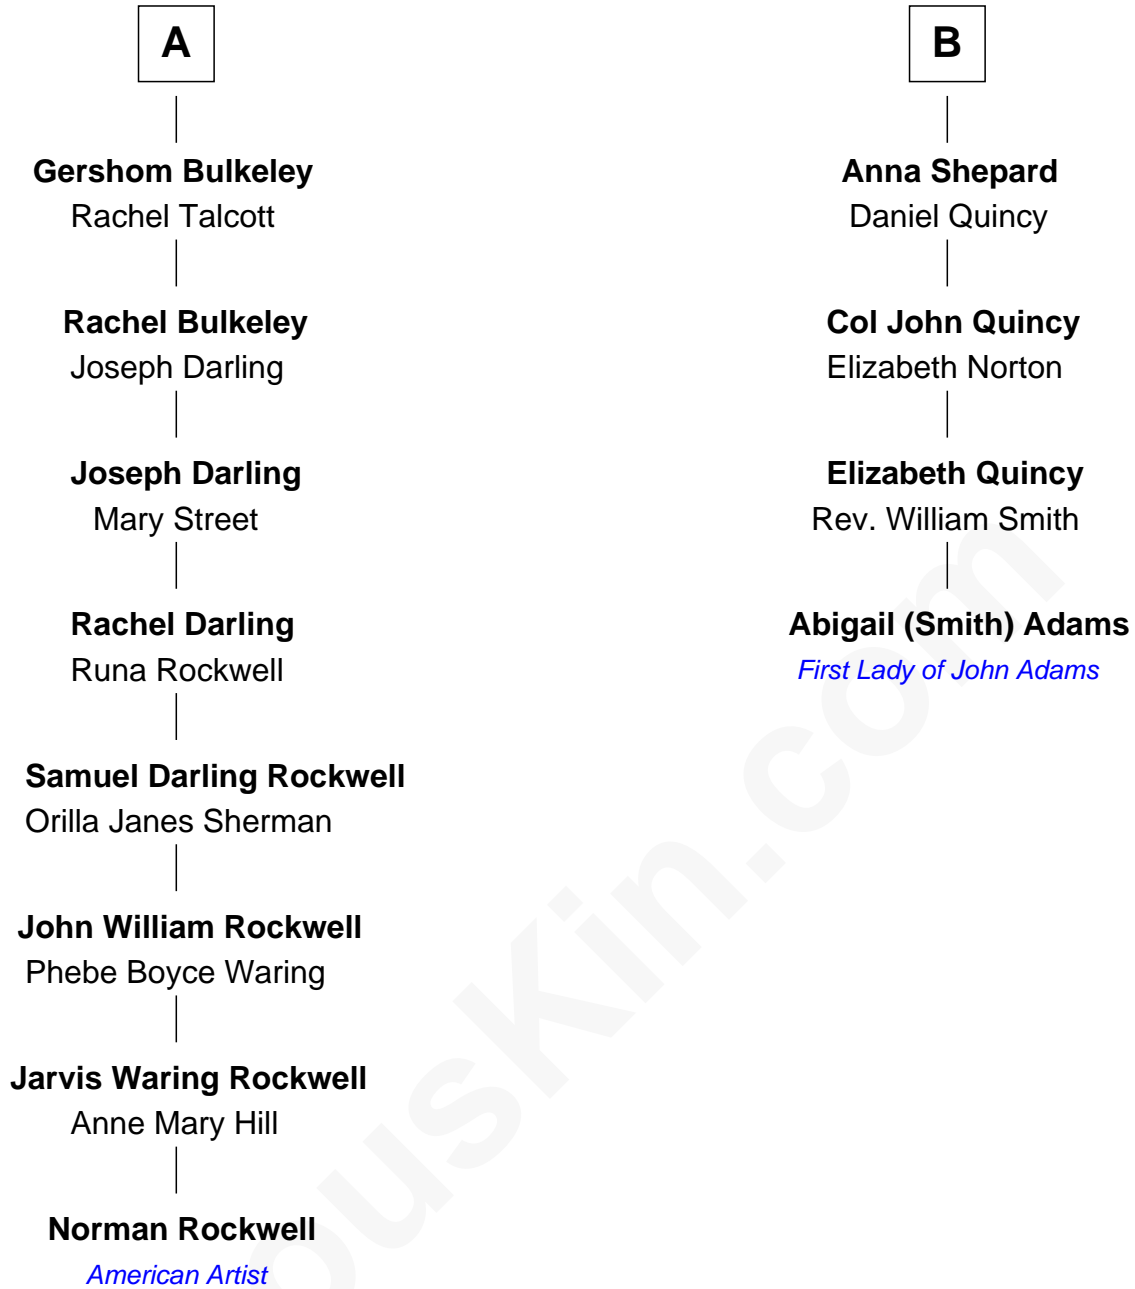 A
Gershom Bulkeley
Rachel Talcott
Rachel Bulkeley
Joseph Darling
Joseph Darling
Mary Street
Rachel Darling
Runa Rockwell
Samuel Darling Rockwell
Orilla Janes Sherman
John William Rockwell
Phebe Boyce Waring
Jarvis Waring Rockwell
Anne Mary Hill
Norman Rockwell
American Artist
B
Anna Shepard
Daniel Quincy
Col John Quincy
Elizabeth Norton
Elizabeth Quincy
Rev. William Smith
Abigail (Smith) Adams
First Lady of John Adams
ousKin.com